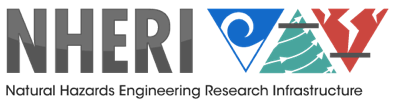 NHERI
Natural Hazards Engineering Research Infrastructure